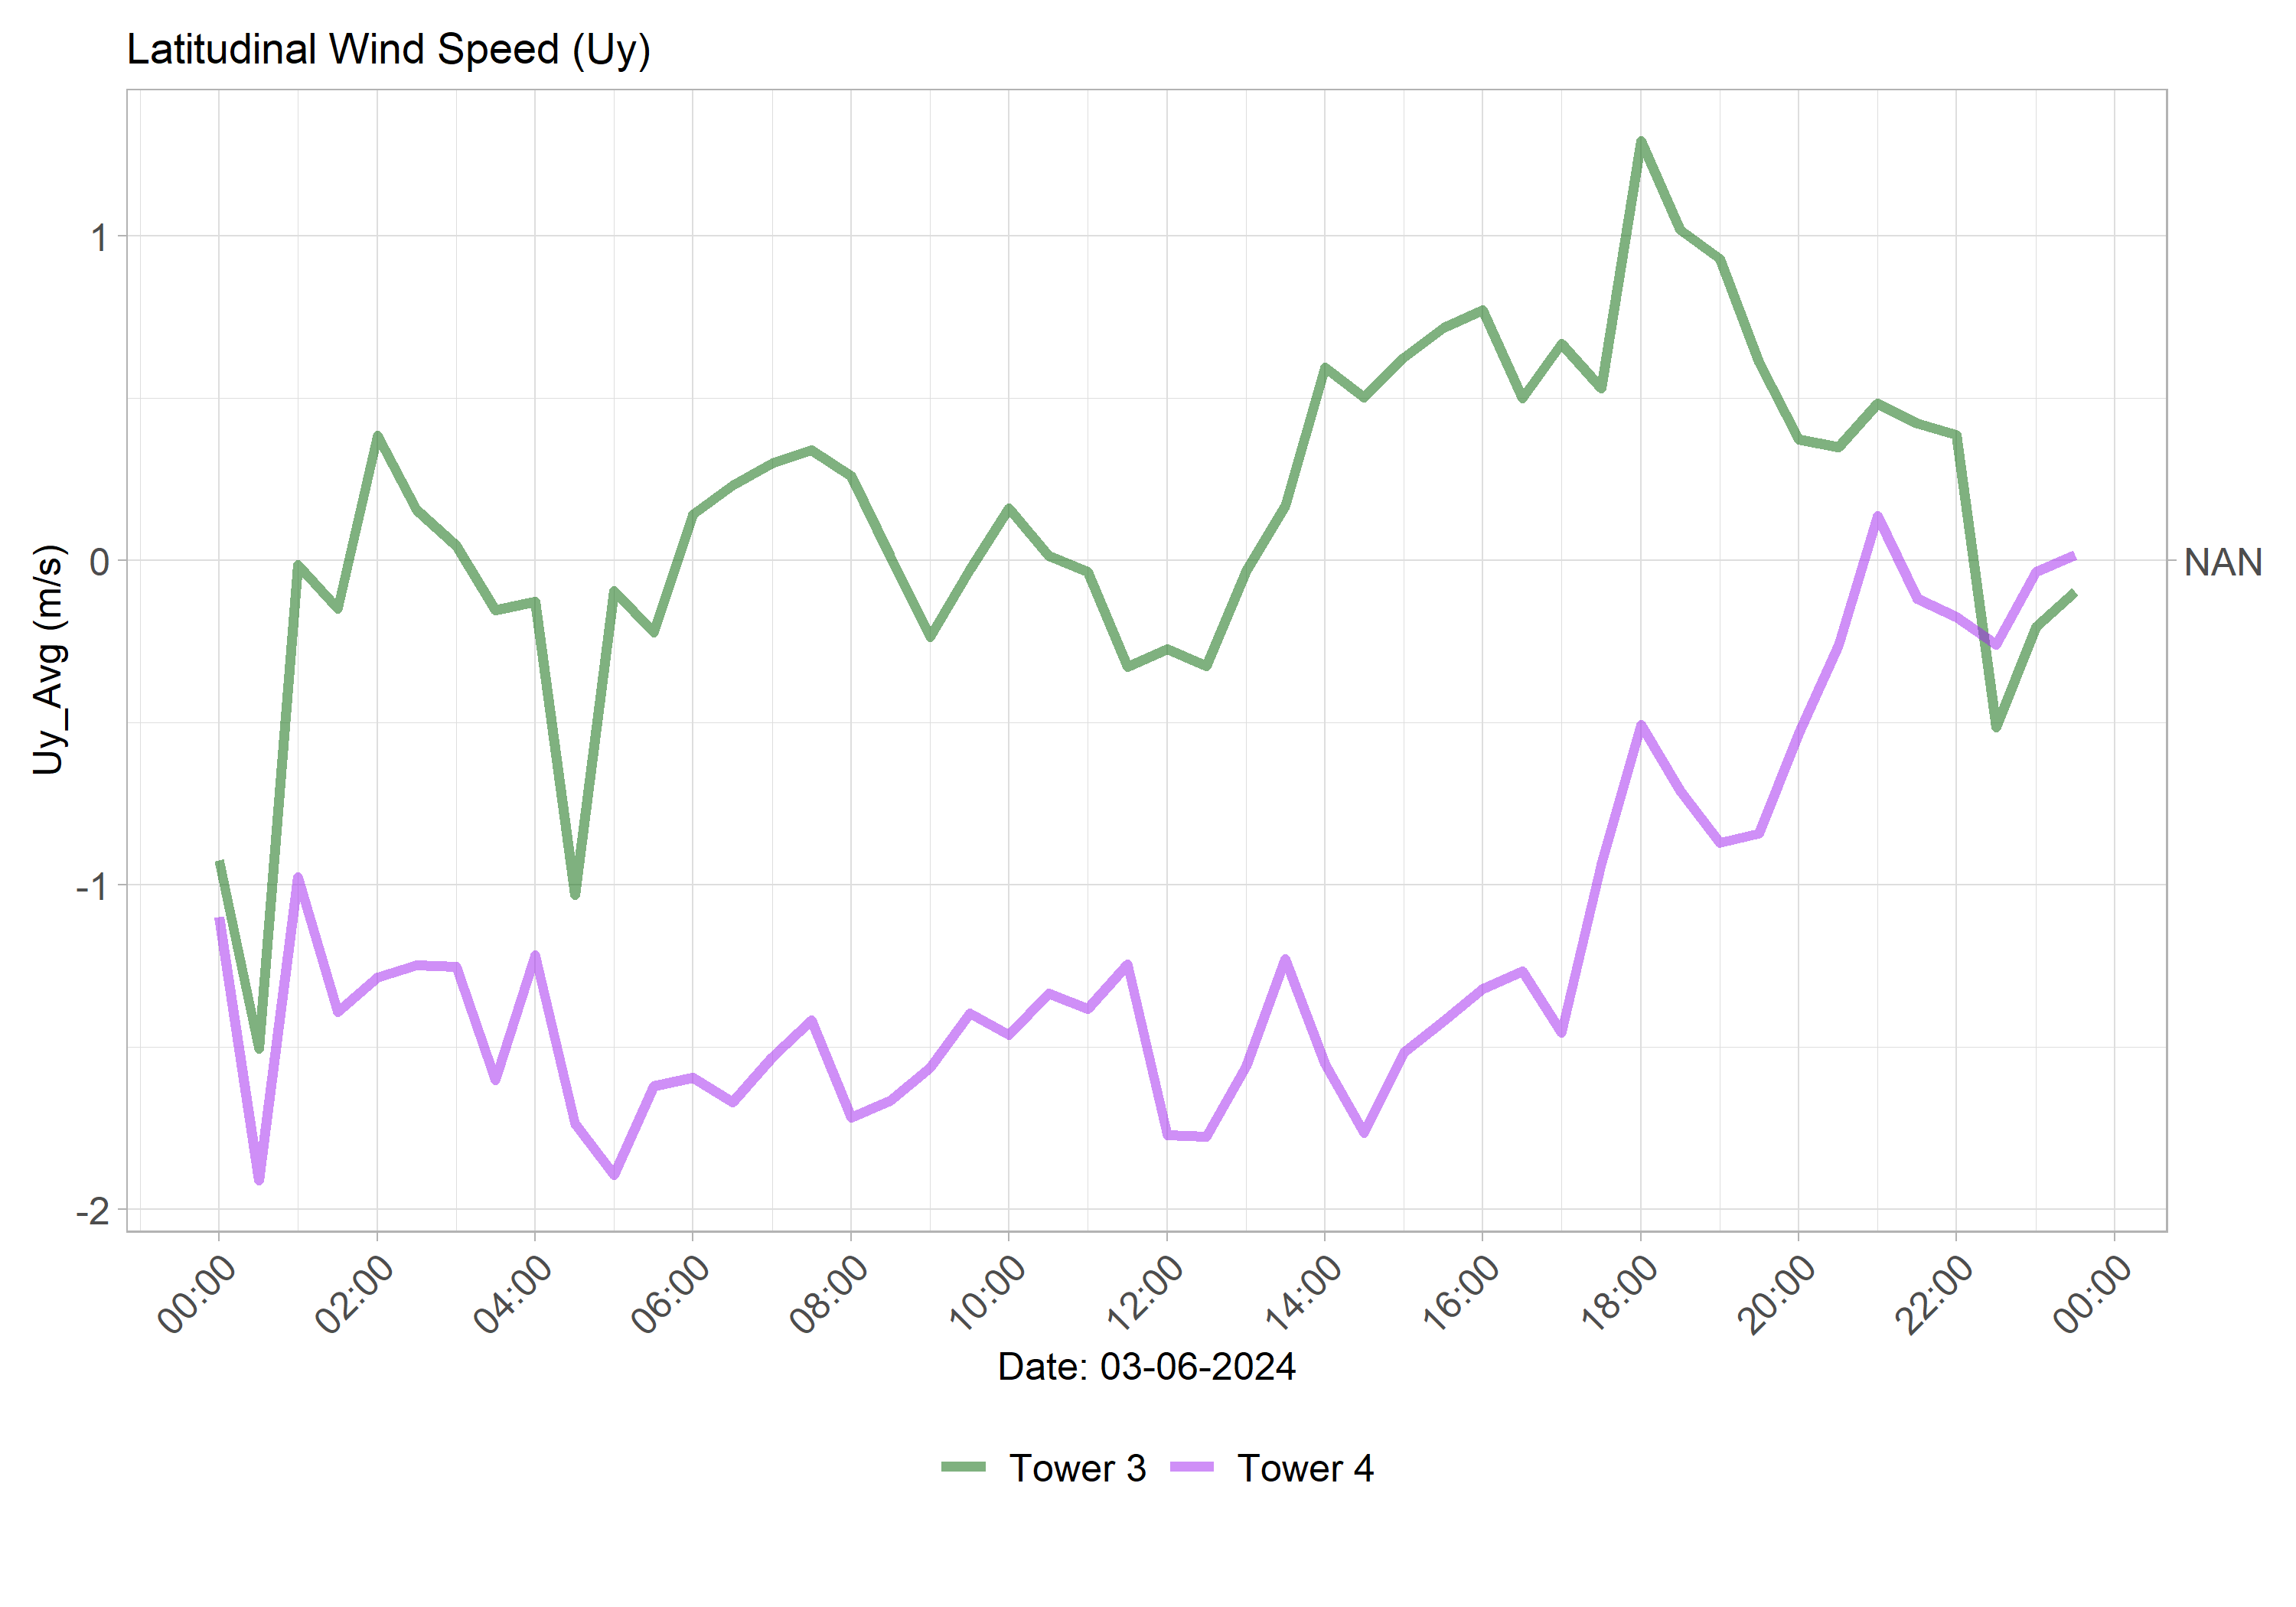 Latitudinal Wind Speed (Uy)
Uy_Avg (m/s)
1
0
-1
-2
NAN
00:00 02:00 04:00 06:00 08:00 10:00 12:00 14:00 16:00 18:00 20:00 22:00 00:00
Date: 03-06-2024
Tower 3 Tower 4